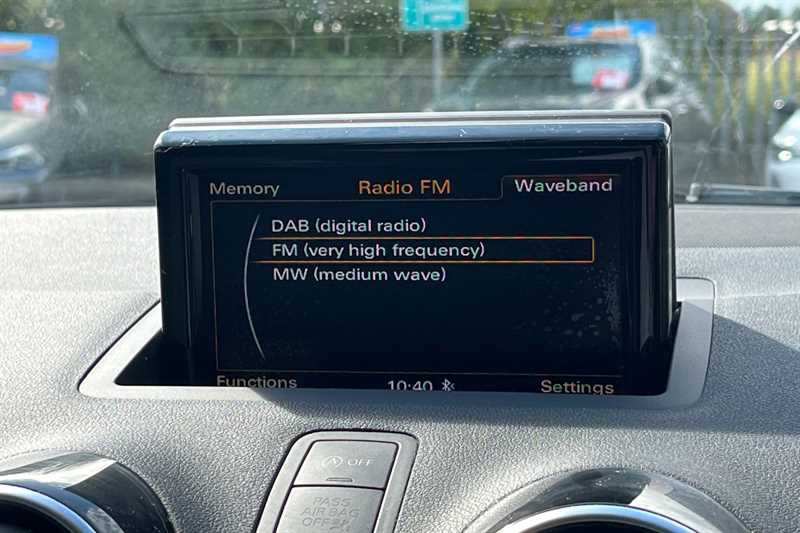 Memory Radio FM Waveband
DAB (digital radio)
FM (very high frequency)
MW (medium wave)
Functions 10:40 Settings
OFF
PASS
AIR BAG
OFF